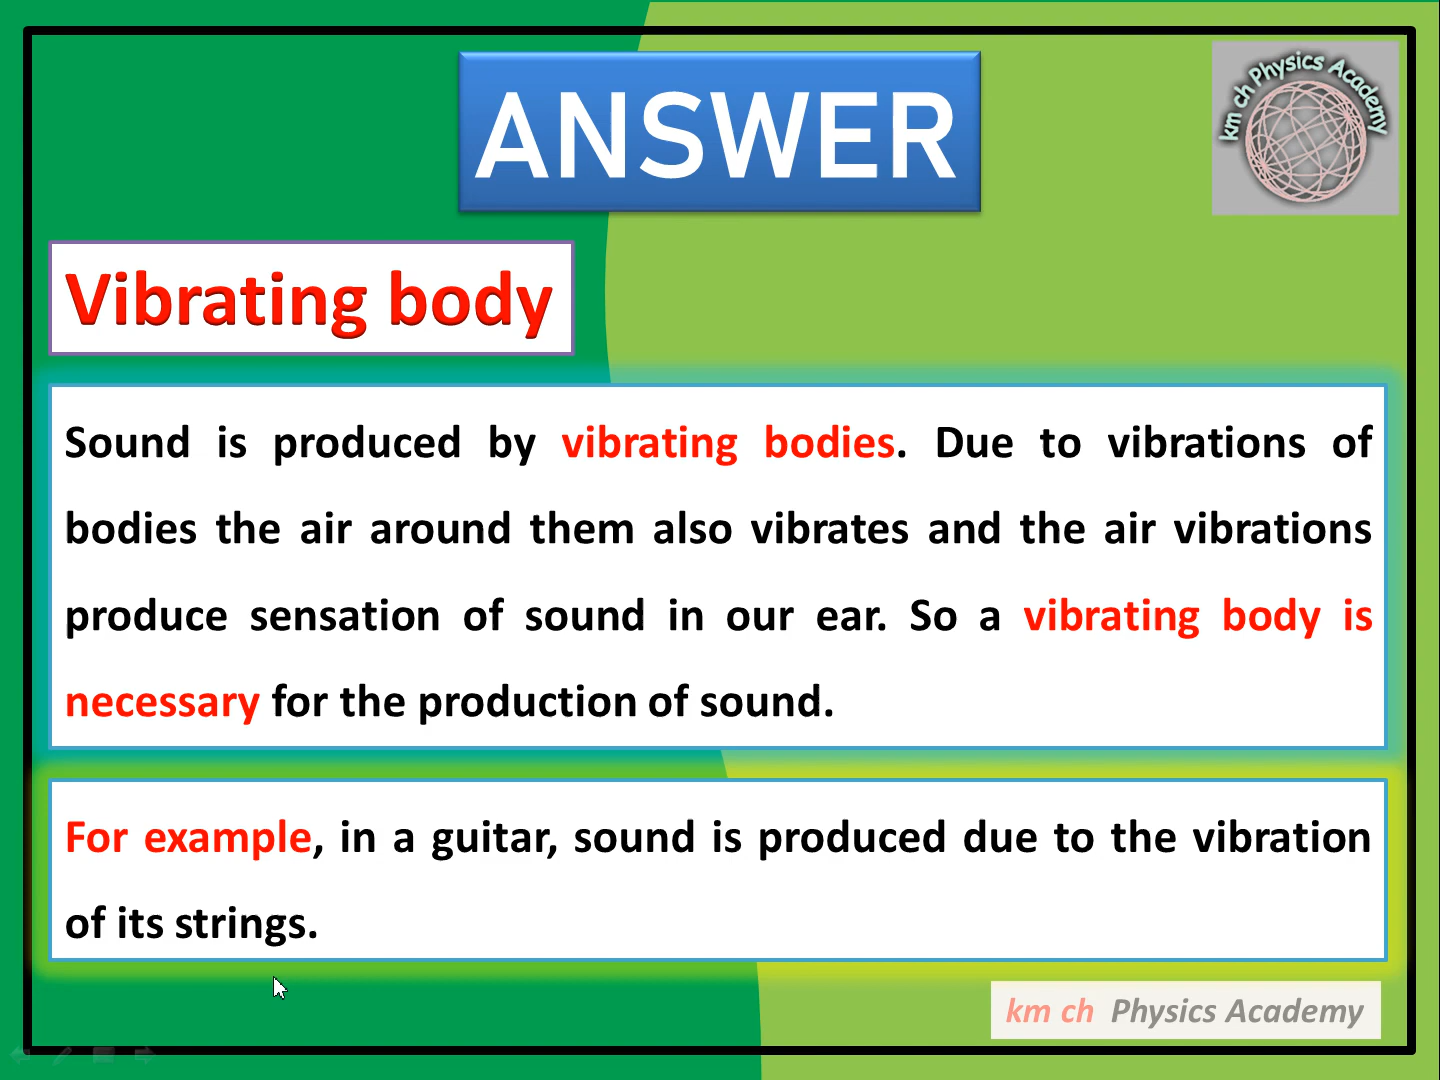 ANSWER
km ch Physics Academy
Vibrating body
Sound is produced by vibrating bodies. Due to vibrations of
bodies the air around them also vibrates and the air vibrations
produce sensation of sound in our ear. So a vibrating body is
necessary for the production of sound.
For example, in a guitar, sound is produced due to the vibration
of its strings.
km ch Physics Academy